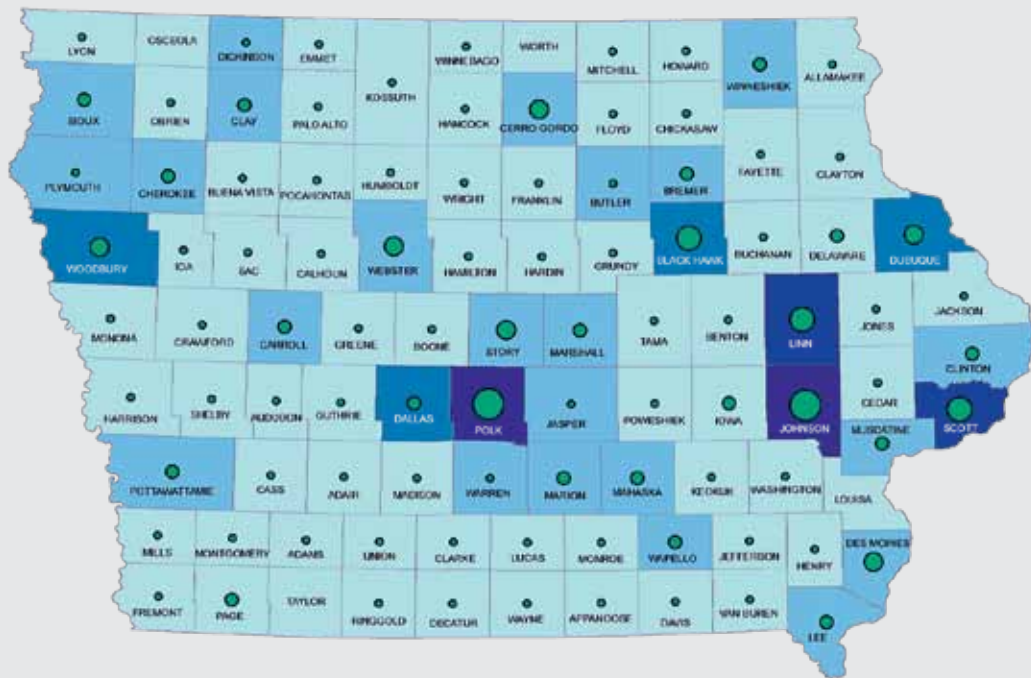 LYON
OSCEOLA
DICKINSON
EMMET
WINNEBAGO
WORTH
MITCHELL
HOWARD
WINNESHIEK
ALLAMAKEE
SIOUX
OBRIEN
CLAY
PALO ALTO
KOSSUTH
HANCOCK
CERRO GORDO
FLOYD
CHICKASAW
PLYMOUTH
CHEROKEE
BUENA VISTA
POCAHONTAS
HUMBOLDT
WRIGHT
FRANKLIN
BUTLER
BREMER
FAYETTE
CLAYTON
WOODBURY
IDA
SAC
CALHOUN
WEBSTER
HAMILTON
HARDIN
GRUNDY
BLACK HAWK
BUCHANAN
DELAWARE
DUBUQUE
MONONA
CRAWFORD
CARROLL
GREENE
BOONE
STORY
MARSHALL
TAMA
BENTON
LINN
JONES
JACKSON
CLINTON
HARRISON
SHELBY
AUDUBON
GUTHRIE
DALLAS
POLK
JASPER
POWESHIEK
IOWA
JOHNSON
CEDAR
MUSCATINE
SCOTT
POTTAWATTAMIE
CASS
ADAIR
MADISON
WARREN
MARION
MAHASKA
KEOKUK
WASHINGTON
LOUISA
MILLS
MONTGOMERY
ADAMS
UNION
CLARKE
LUCAS
MONROE
WAPELLO
JEFFERSON
HENRY
DES MOINES
FREMONT
PAGE
TAYLOR
RINGGOLD
DECATUR
WAYNE
APPANOOSE
DAVIS
VAN BUREN
LEE